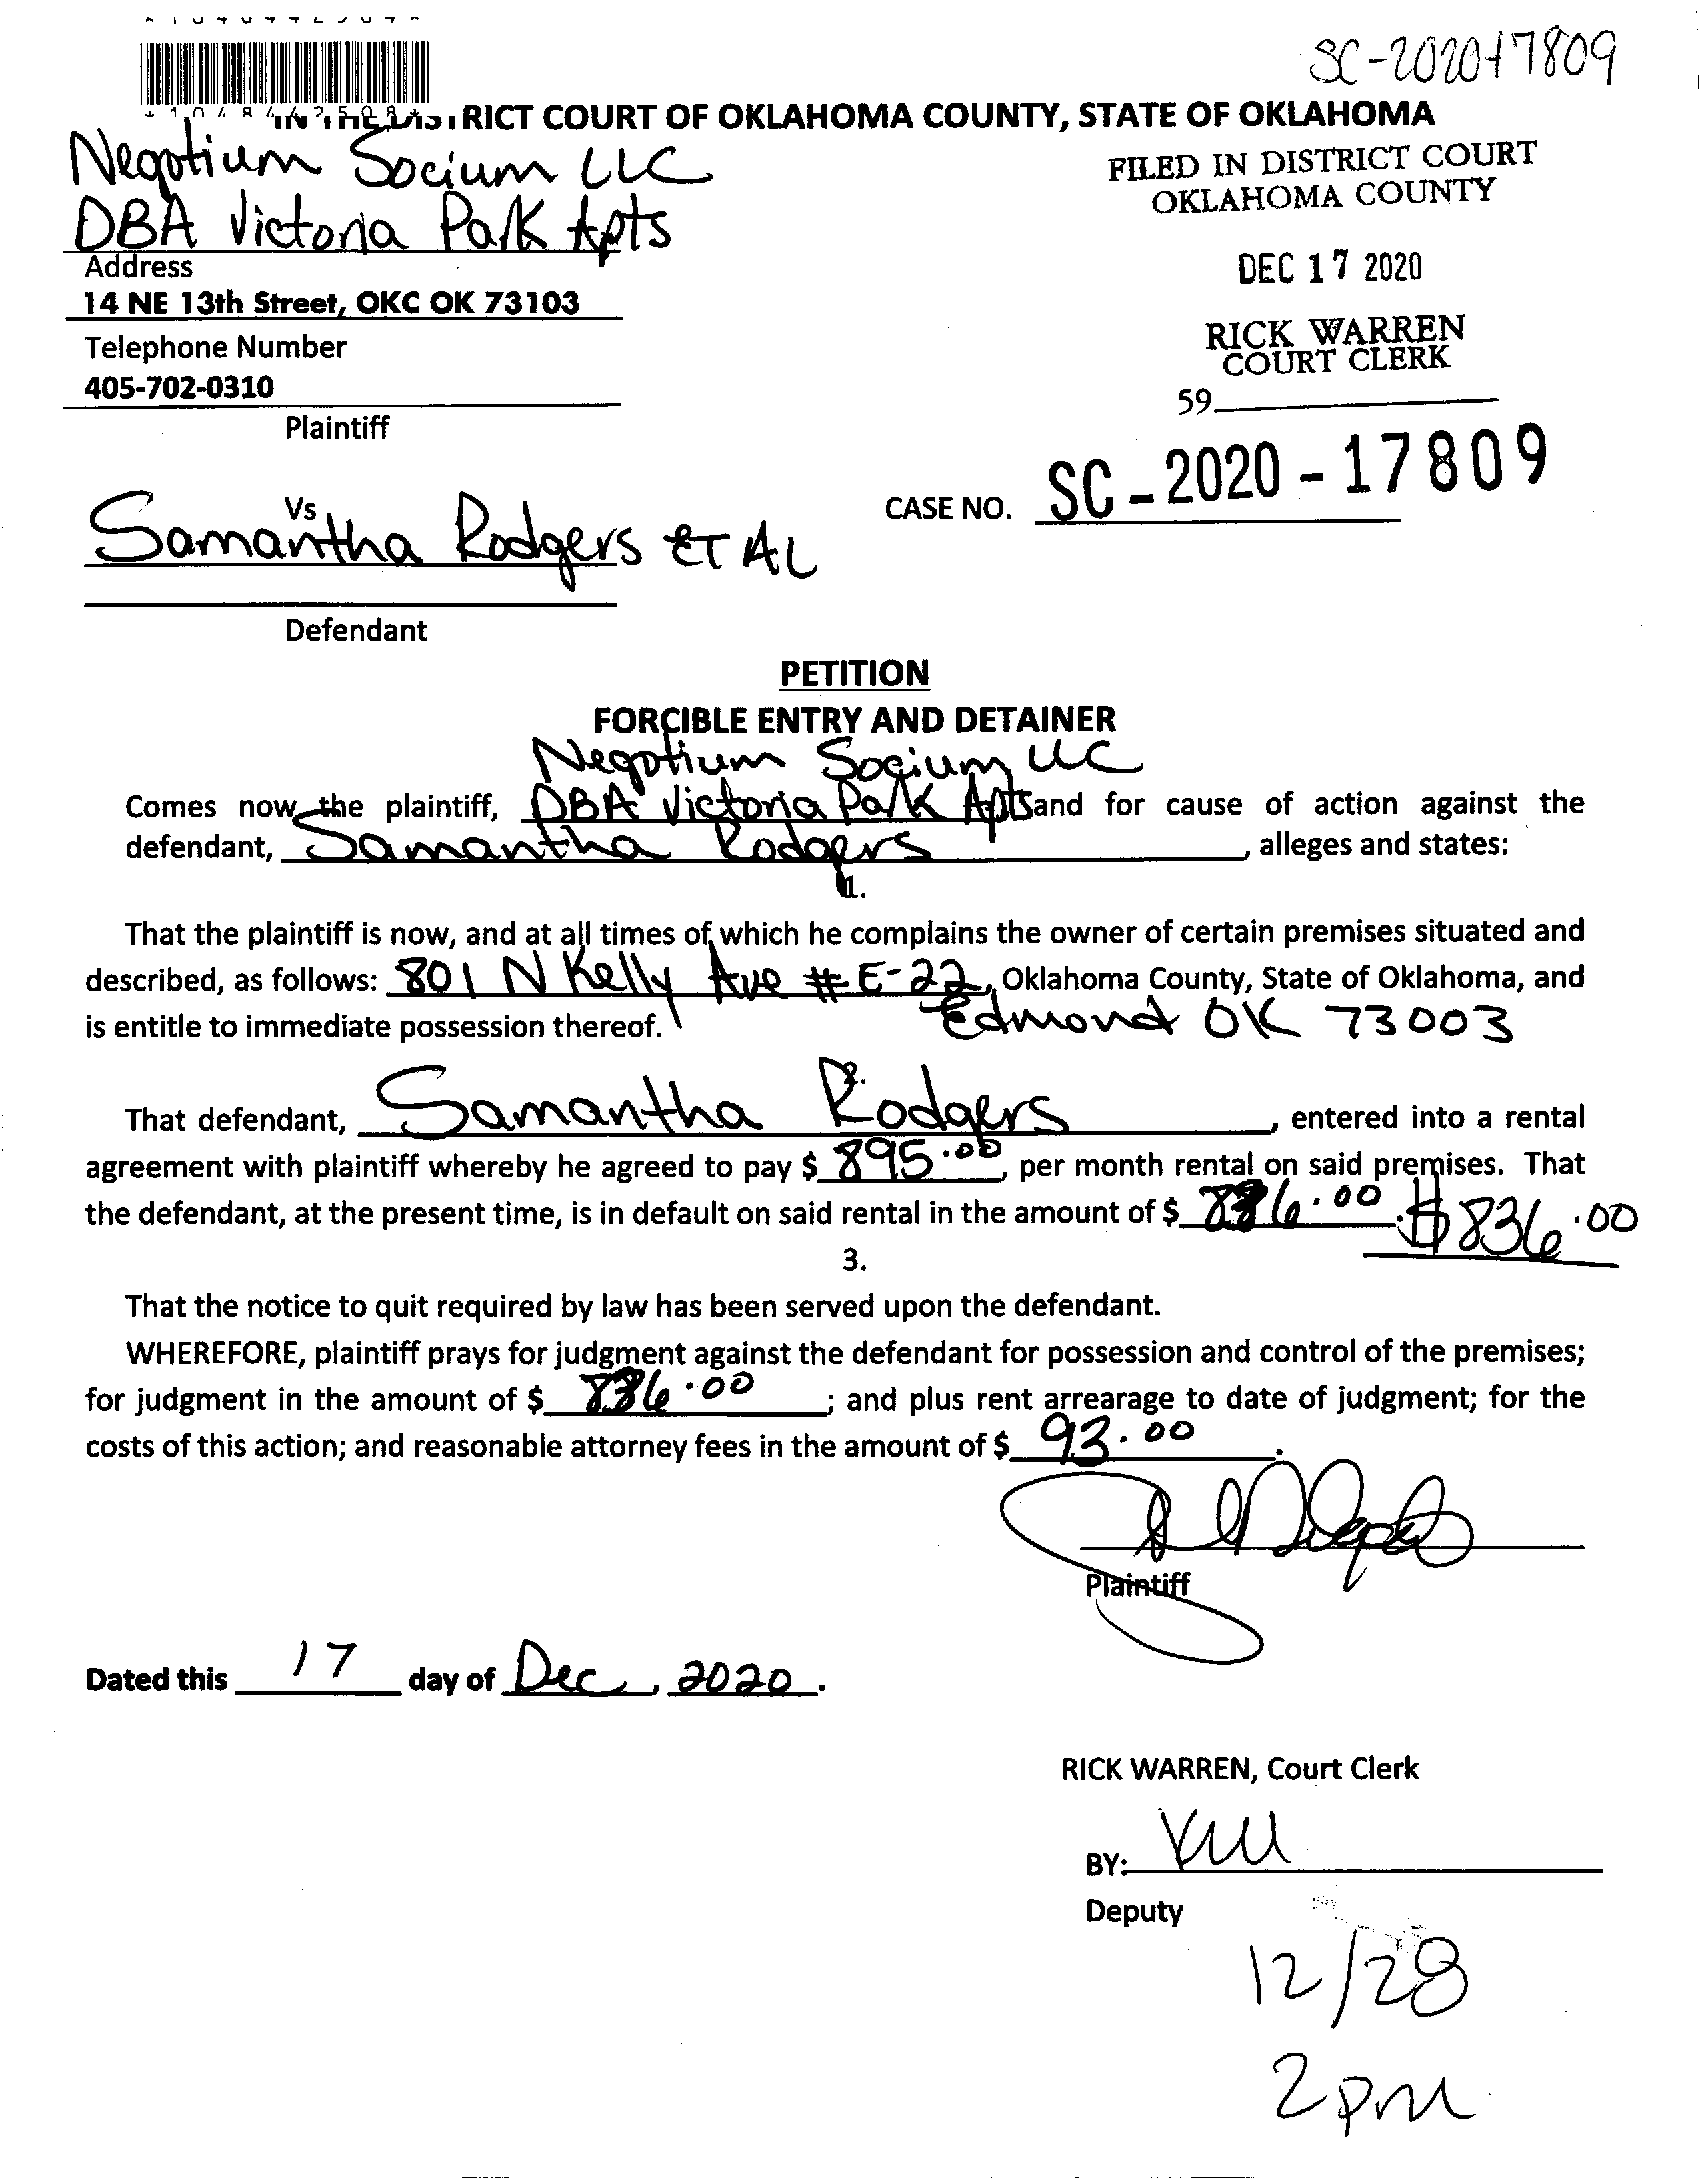 SC-2020-17809
IN THE DISTRICT COURT OF OKLAHOMA COUNTY, STATE OF OKLAHOMA
Negotium Socium LLC
DBA Victoria Park Apts
FILED IN DISTRICT COURT
OKLAHOMA COUNTY
Address
DEC 17 2020
14 NE 13th Street, OKC OK 73103
Telephone Number
RICK WARREN
COURT CLERK
405-702-0310
59
Plaintiff
Vs
CASE NO. SC-2020-17809
Samantha Rodgers ET AL
Defendant
PETITION
FORCIBLE ENTRY AND DETAINER
Negotium Socium LLC
Comes now the plaintiff, DBA Victoria Park Apts and for cause of action against the
defendant, Samantha Rodgers, alleges and states:
1.
That the plaintiff is now, and at all times of which he complains the owner of certain premises situated and
described, as follows: 801 N Kelly Ave # E-22, Oklahoma County, State of Oklahoma, and
is entitle to immediate possession thereof. Edmond OK 73003
2.
That defendant, Samantha Rodgers, entered into a rental
agreement with plaintiff whereby he agreed to pay $ 895.00, per month rental on said premises. That
the defendant, at the present time, is in default on said rental in the amount of $ 836.00. $836.00
3.
That the notice to quit required by law has been served upon the defendant.
WHEREFORE, plaintiff prays for judgment against the defendant for possession and control of the premises;
for judgment in the amount of $ 836.00 ; and plus rent arrearage to date of judgment; for the
costs of this action; and reasonable attorney fees in the amount of $ 93.00.
Plaintiff
Dated this 17 day of Dec, 2020.
RICK WARREN, Court Clerk
BY:
Deputy
12/28
2pm